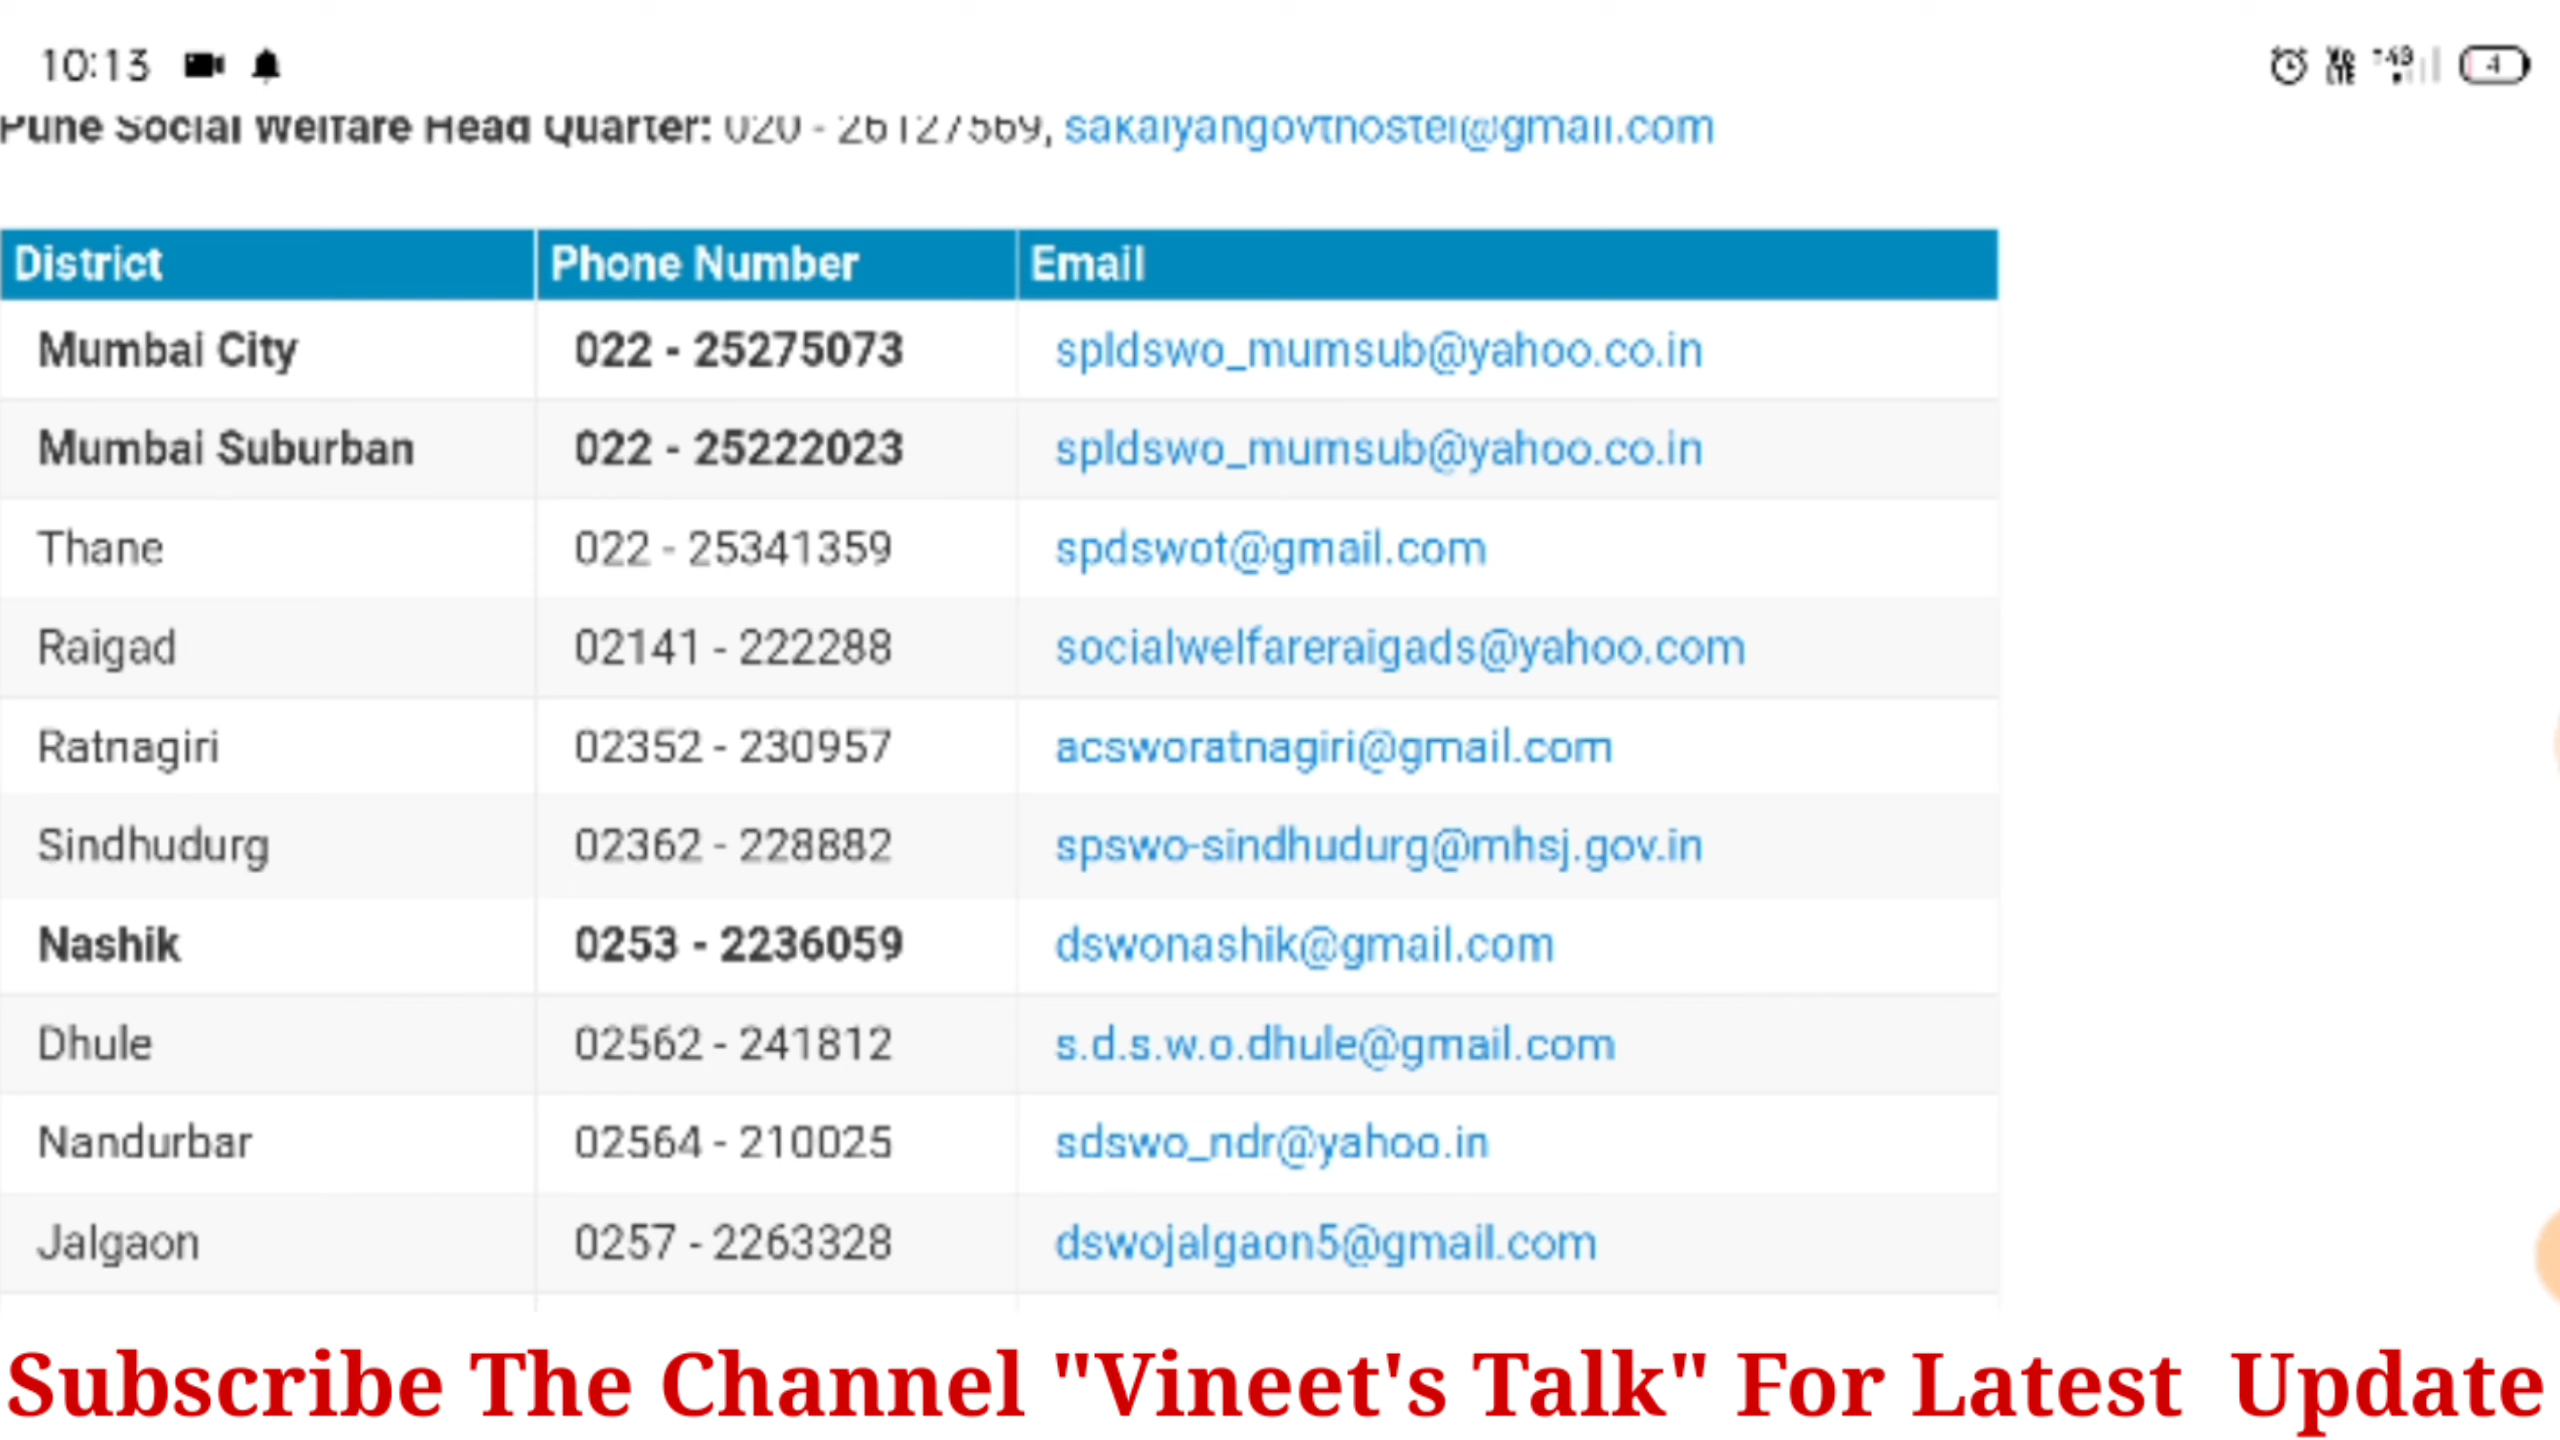 10:13
4
Pune Social Welfare Head Quarter: 020 - 26127569, sakalyangovthostel@gmail.com
District Phone Number Email
Mumbai City 022 - 25275073 spldswo_mumsub@yahoo.co.in
Mumbai Suburban 022 - 25222023 spldswo_mumsub@yahoo.co.in
Thane 022 - 25341359 spdswot@gmail.com
Raigad 02141 - 222288 socialwelfareraigads@yahoo.com
Ratnagiri 02352 - 230957 acsworatnagiri@gmail.com
Sindhudurg 02362 - 228882 spswo-sindhudurg@mhsj.gov.in
Nashik 0253 - 2236059 dswonashik@gmail.com
Dhule 02562 - 241812 s.d.s.w.o.dhule@gmail.com
Nandurbar 02564 - 210025 sdswo_ndr@yahoo.in
Jalgaon 0257 - 2263328 dswojalgaon5@gmail.com
Subscribe The Channel "Vineet's Talk" For Latest Update